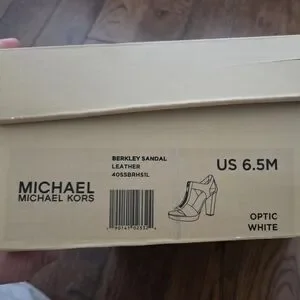 BERKLEY SANDAL
LEATHER
40S5BRHS1L
US 6.5M
MICHAEL
MICHAEL KORS
OPTIC
WHITE